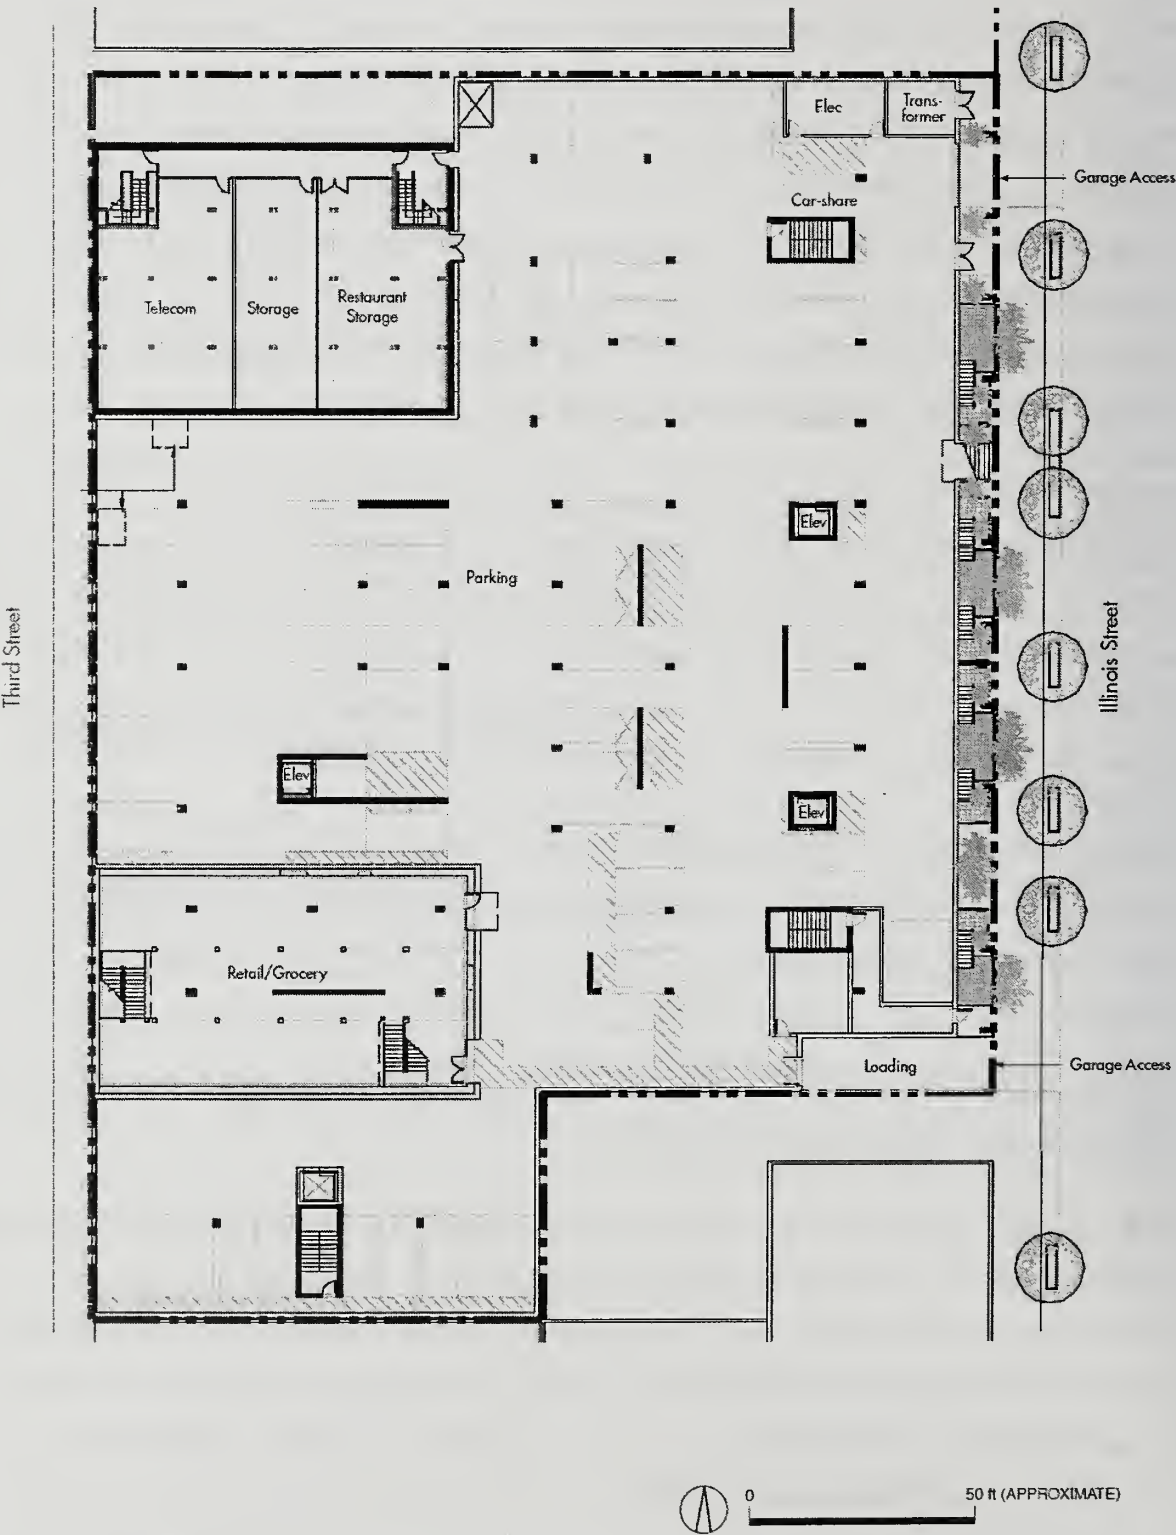 Elec
Trans-
former
Garage Access
Car-share
Telecom
Storage
Restaurant
Storage
Elev
Parking
Third Street
Illinois Street
Elev
Elev
Retail/Grocery
Loading
Garage Access
0
50 ft (APPROXIMATE)